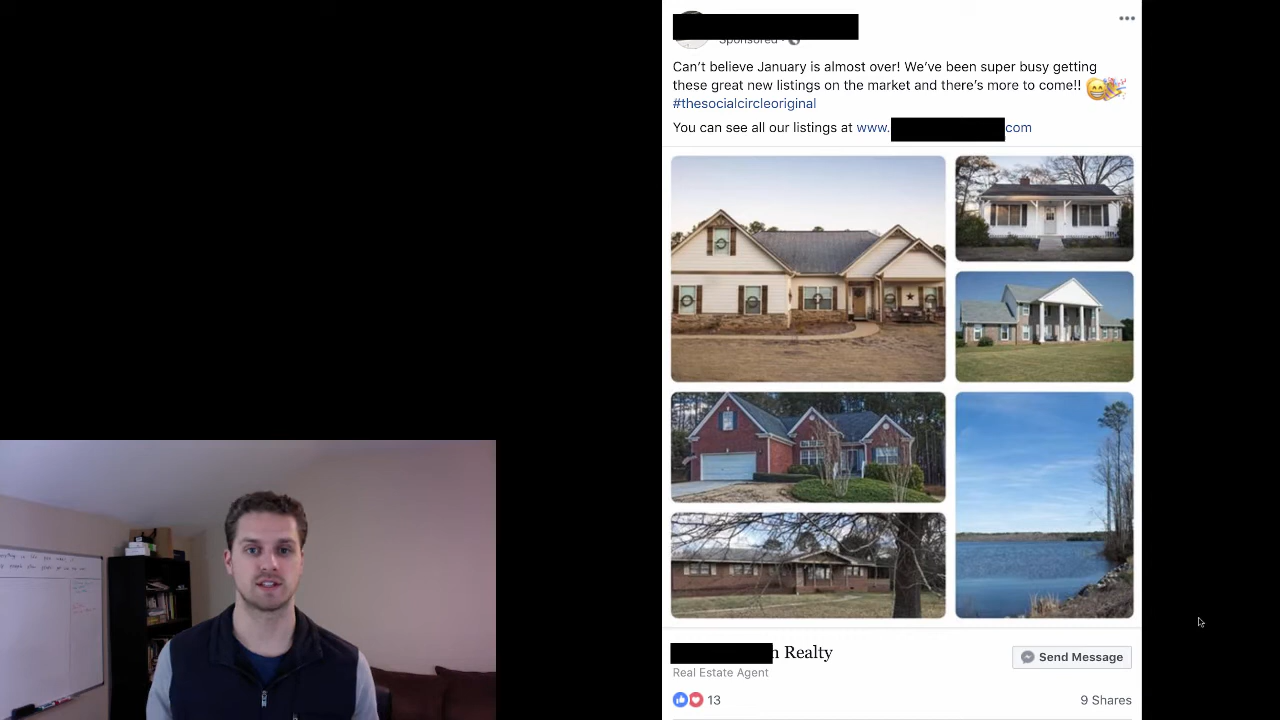 Sponsored
Can't believe January is almost over! We've been super busy getting
these great new listings on the market and there's more to come!! 😁🎉
#thesocialcircleoriginal
You can see all our listings at www. com
n Realty
Real Estate Agent
Send Message
13
9 Shares